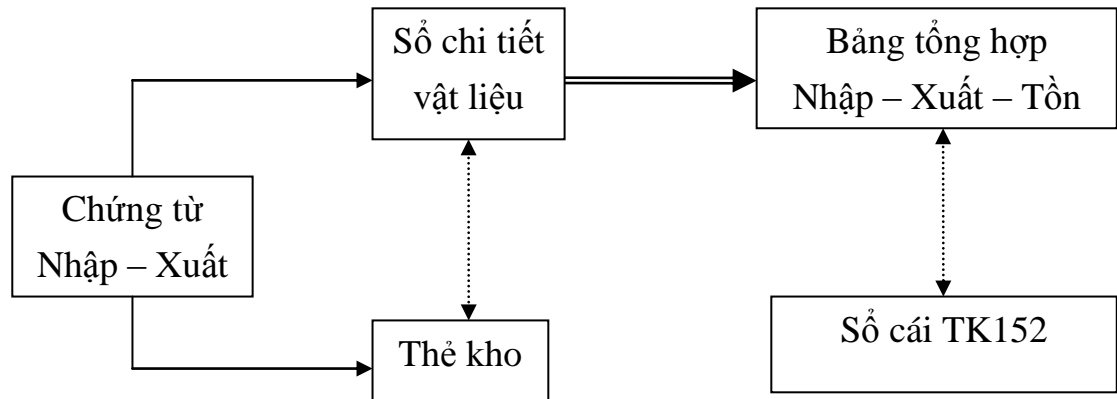 Sổ chi tiết
vật liệu
Bảng tổng hợp
Nhập – Xuất – Tồn
Chứng từ
Nhập – Xuất
Thẻ kho
Sổ cái TK152